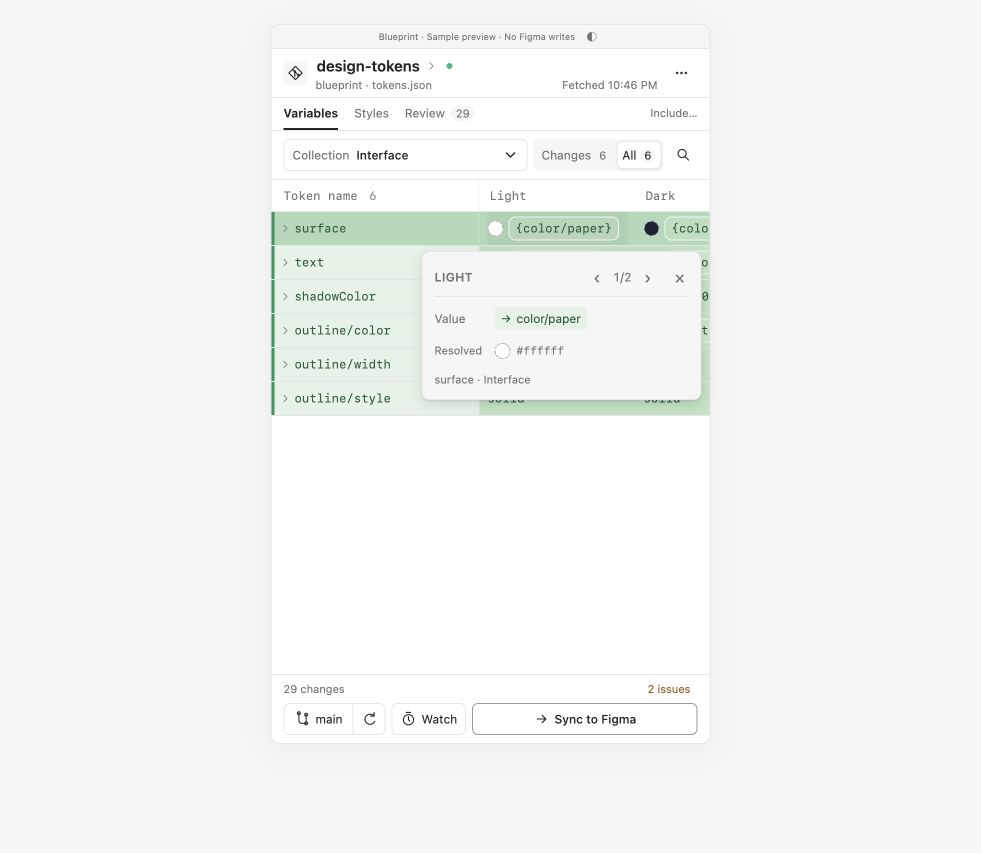 Blueprint · Sample preview · No Figma writes
design-tokens
blueprint · tokens.json
Fetched 10:46 PM
Variables Styles Review 29 Include...
Collection Interface
Changes 6 All 6
Token name 6 Light Dark
surface {color/paper} {colo
text
shadowColor
outline/color
outline/width
outline/style
LIGHT 1/2
Value → color/paper
Resolved #ffffff
surface · Interface
29 changes 2 issues
main Watch → Sync to Figma